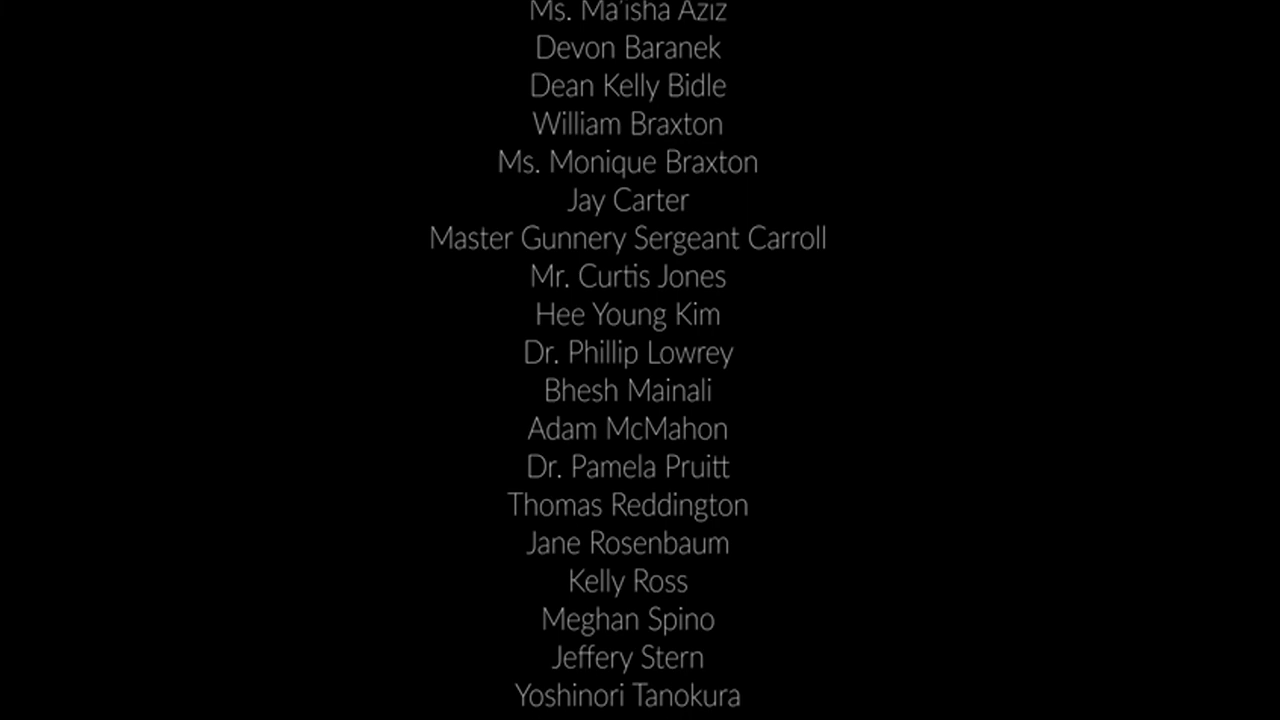 Ms. Ma'isha Aziz
Devon Baranek
Dean Kelly Bidle
William Braxton
Ms. Monique Braxton
Jay Carter
Master Gunnery Sergeant Carroll
Mr. Curtis Jones
Hee Young Kim
Dr. Phillip Lowrey
Bhesh Mainali
Adam McMahon
Dr. Pamela Pruitt
Thomas Reddington
Jane Rosenbaum
Kelly Ross
Meghan Spino
Jeffery Stern
Yoshinori Tanokura